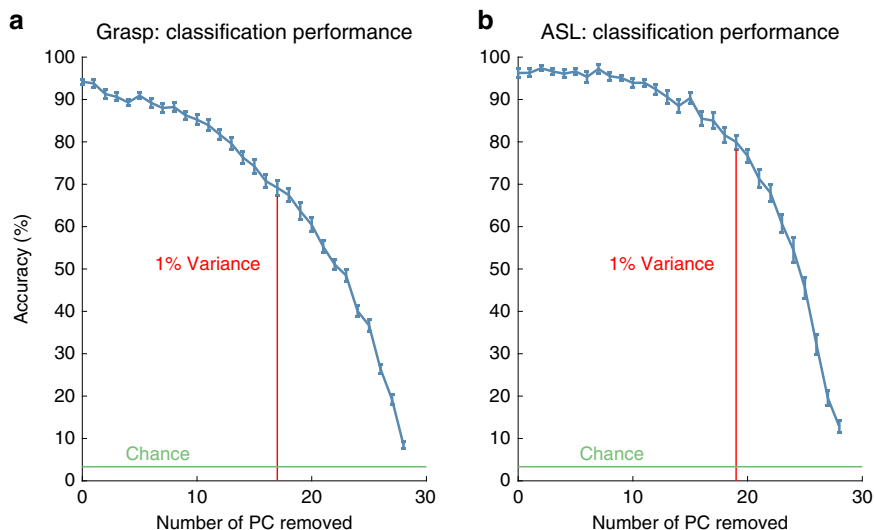 a
Grasp: classification performance
100
90
80
70
60
50
40
30
20
10
0
Accuracy (%)
1% Variance
Chance
0 10 20 30
Number of PC removed
b
ASL: classification performance
100
90
80
70
60
50
40
30
20
10
0
1% Variance
Chance
0 10 20 30
Number of PC removed